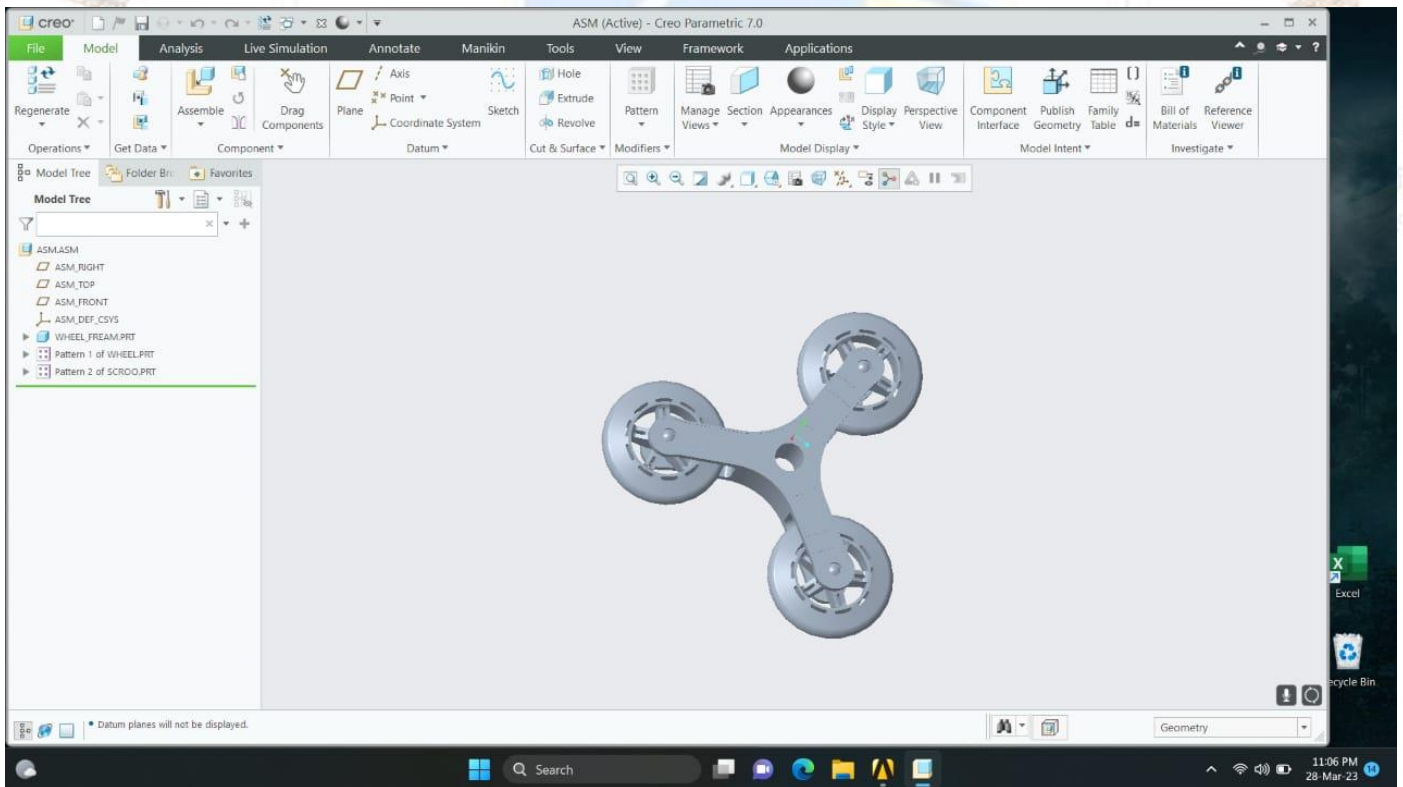 creo
ASM (Active) - Creo Parametric 7.0
File Model Analysis Live Simulation Annotate Manikin Tools View Framework Applications
Regenerate
Operations
Get Data
Assemble
Drag Components
Component
Plane
Axis
Point
Coordinate System
Sketch
Datum
Hole
Extrude
Revolve
Cut & Surface
Pattern
Modifiers
Manage Views
Section
Appearances
Display Style
Perspective View
Model Display
Component Interface
Publish Geometry
Family Table
d=
Model Intent
Bill of Materials
Reference Viewer
Investigate
Model Tree Folder Br Favorites
Model Tree
ASM.ASM
ASM_RIGHT
ASM_TOP
ASM_FRONT
ASM_DEF_CSYS
WHEEL_FREAM.PRT
Pattern 1 of WHEEL.PRT
Pattern 2 of SCROO.PRT
Excel
ecycle Bin
• Datum planes will not be displayed.
Geometry
Search
11:06 PM
28-Mar-23
14